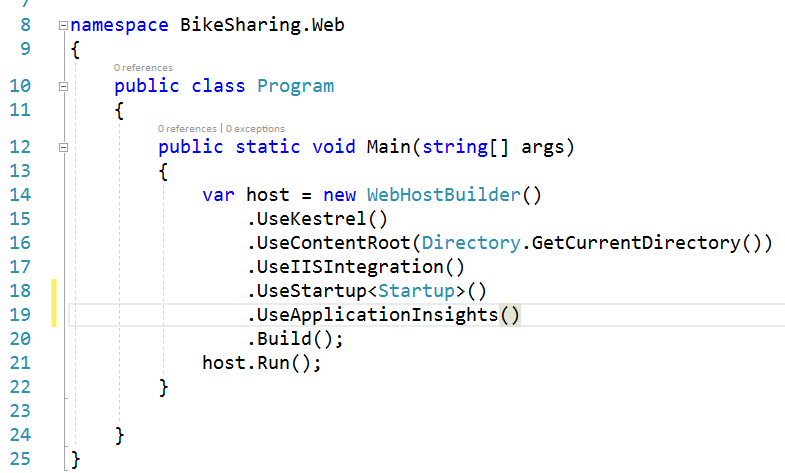 7
8 namespace BikeSharing.Web
9 {
0 references
10 public class Program
11 {
0 references | 0 exceptions
12 public static void Main(string[] args)
13 {
14 var host = new WebHostBuilder()
15 .UseKestrel()
16 .UseContentRoot(Directory.GetCurrentDirectory())
17 .UseIISIntegration()
18 .UseStartup<Startup>()
19 .UseApplicationInsights()
20 .Build();
21 host.Run();
22 }
23
24 }
25 }